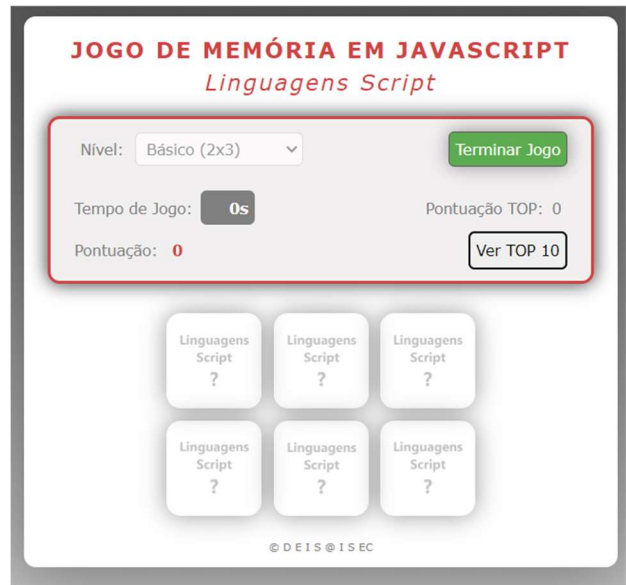 JOGO DE MEMÓRIA EM JAVASCRIPT
Linguagens Script
Nível: Básico (2x3) Terminar Jogo
Tempo de Jogo: 0s Pontuação TOP: 0
Pontuação: 0 Ver TOP 10
Linguagens Linguagens Linguagens
Script Script Script
? ? ?
Linguagens Linguagens Linguagens
Script Script Script
? ? ?
© D E I S @ I S E C